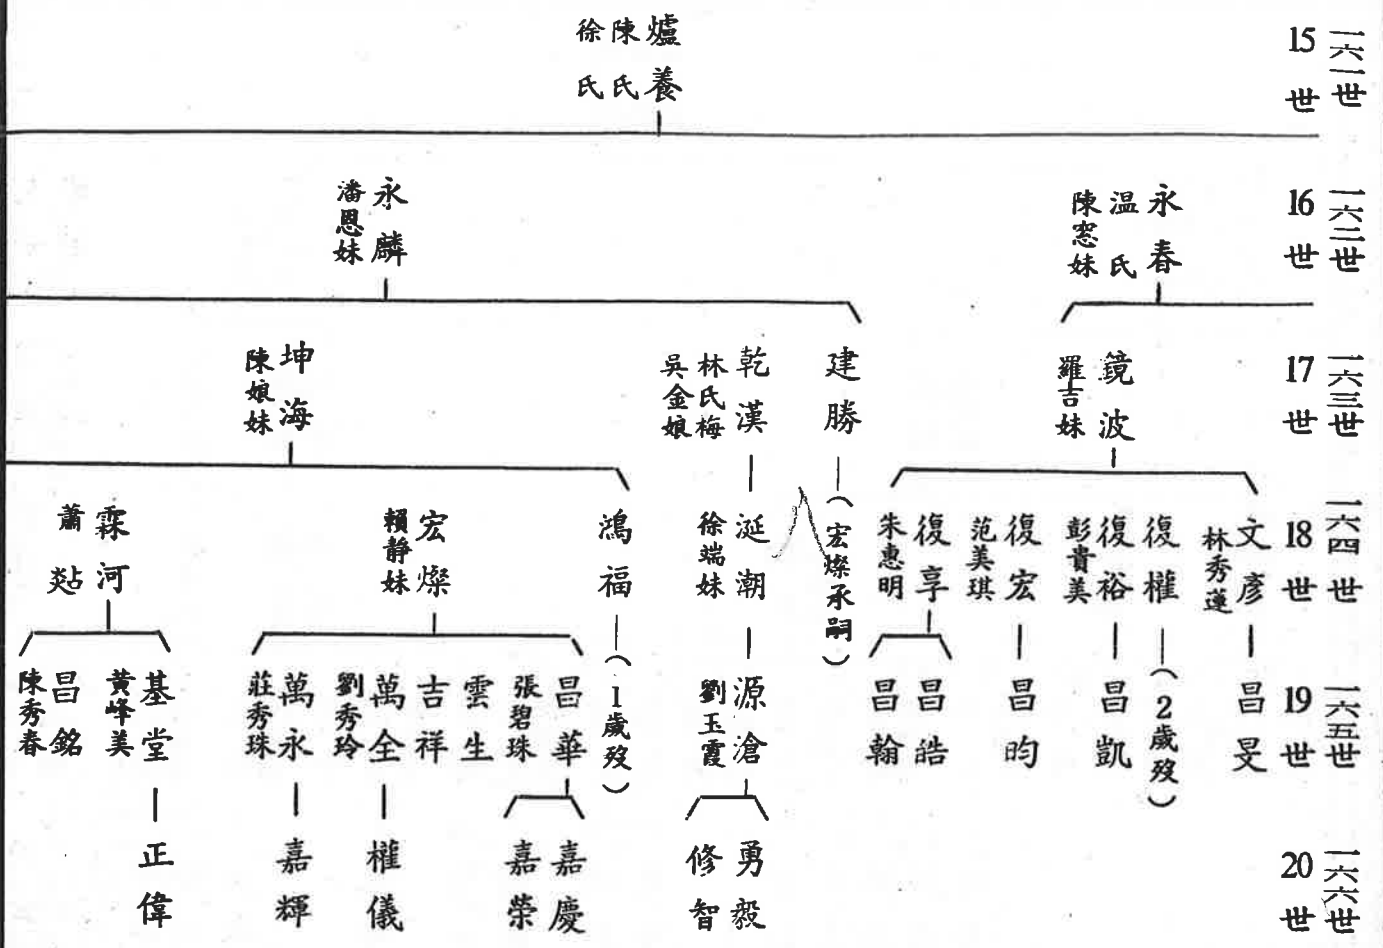 一六一世
15世
爐養
陳氏
徐氏
一六二世
16世
永春
温氏
陳窓妹
永麟
潘恩妹
一六三世
17世
鏡波
羅吉妹
建勝
乾漢
林氏梅
吳金娘
坤海
陳娘妹
一六四世
18世
文彥
林秀蓮
復權
復裕
彭貴美
復宏
范美琪
復享
朱惠明
（宏燦承嗣）
涎潮
徐端妹
鴻福
宏燦
賴靜妹
霖河
蕭㷋
一六五世
19世
昌旻
（2歲歿）
昌凱
昌昀
昌皓
昌翰
源滄
劉玉霞
（1歲歿）
昌華
張碧珠
雲生
吉祥
萬全
劉秀玲
萬永
莊秀珠
基堂
黃峰美
昌銘
陳秀春
一六六世
20世
勇毅
修智
嘉慶
嘉榮
權儀
嘉輝
正偉